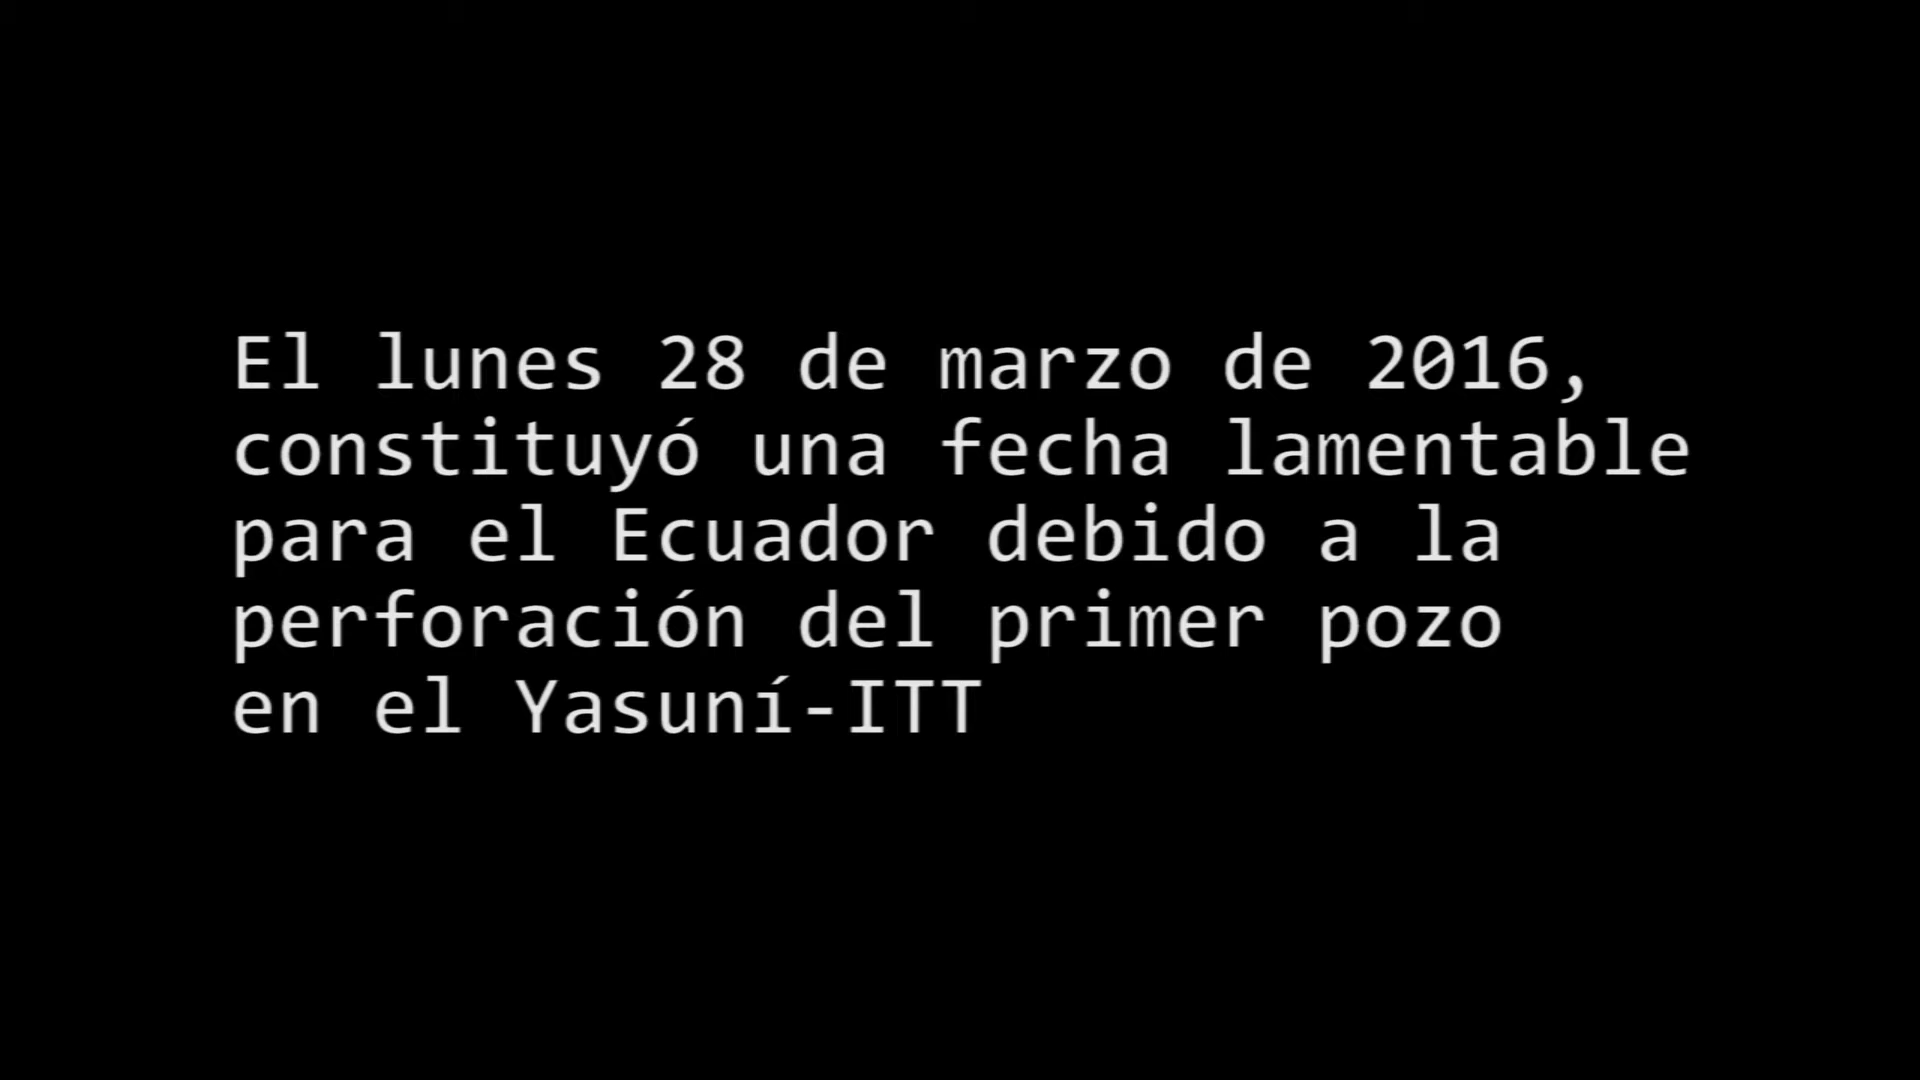 El lunes 28 de marzo de 2016,
constituyó una fecha lamentable
para el Ecuador debido a la
perforación del primer pozo
en el Yasuní-ITT